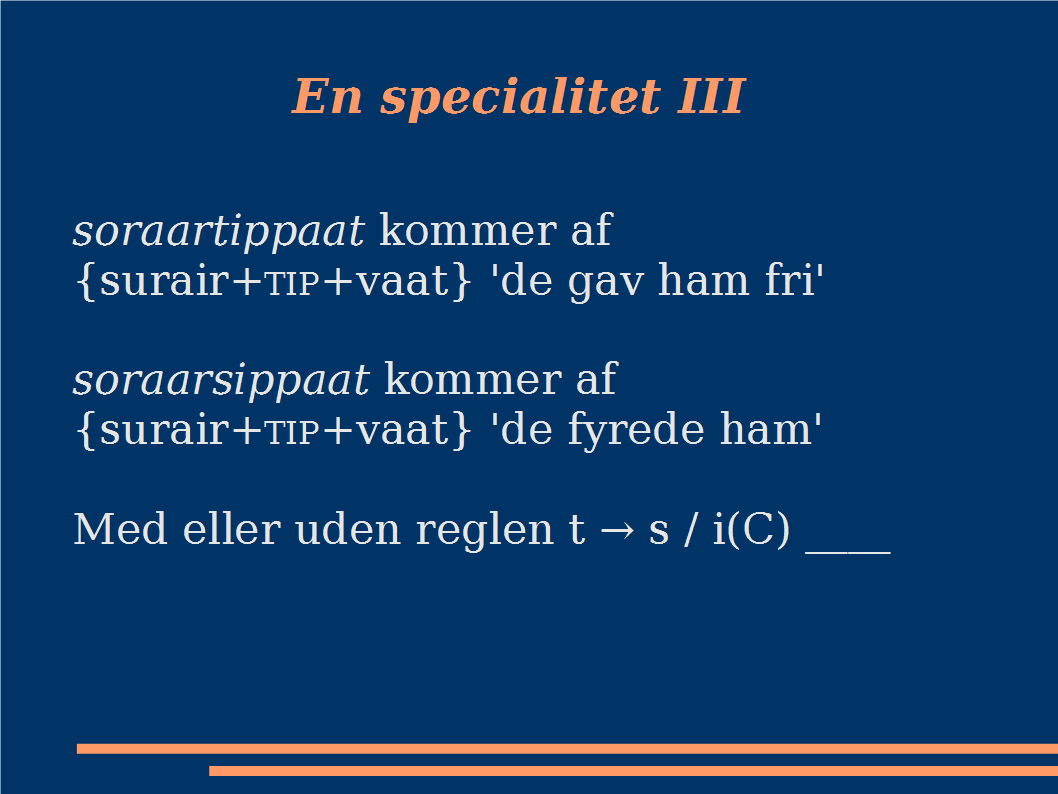 En specialitet III
soraartippaat kommer af
{surair+TIP+vaat} 'de gav ham fri'
soraarsippaat kommer af
{surair+TIP+vaat} 'de fyrede ham'
Med eller uden reglen t → s / i(C) ____